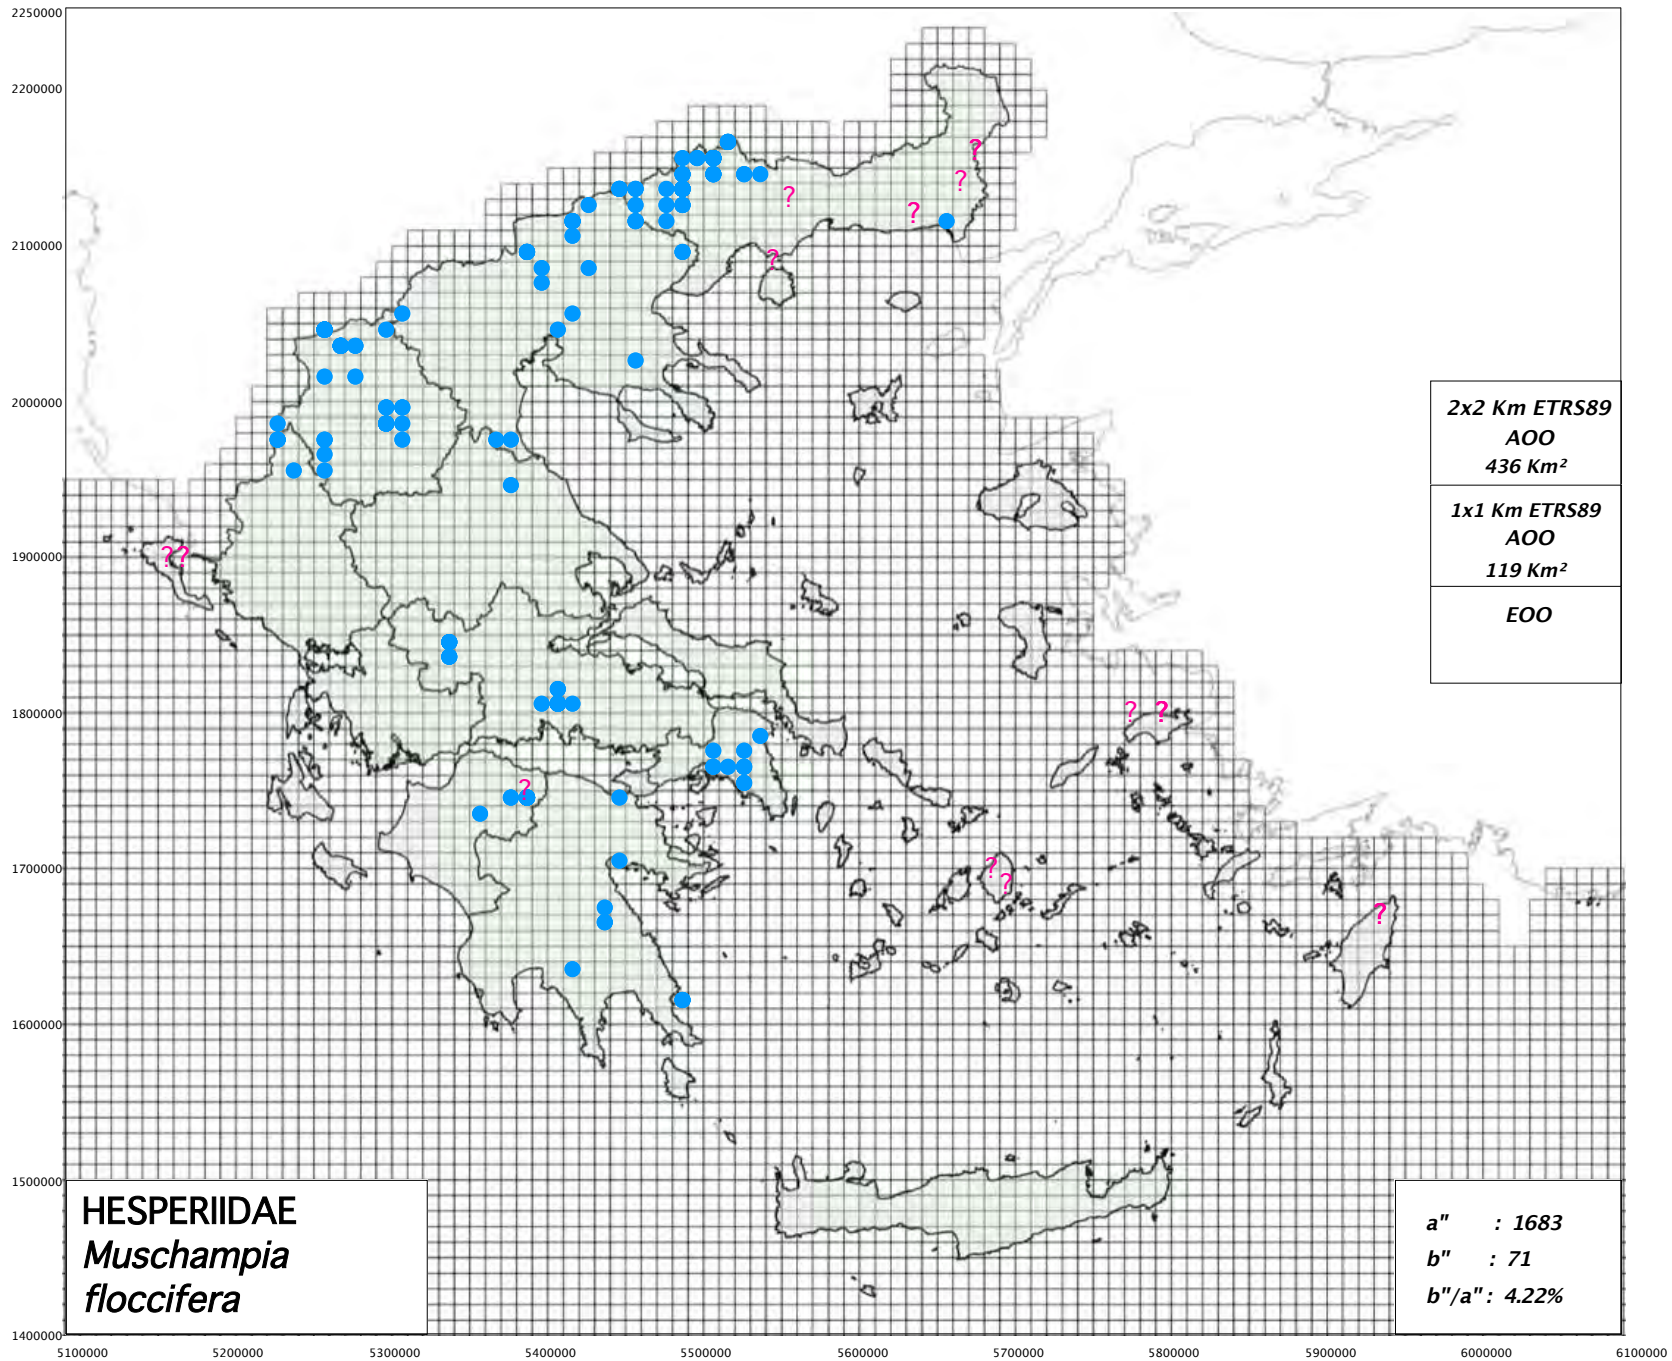 2250000
2200000
2100000
2000000
1900000
1800000
1700000
1600000
1500000
1400000
? ? ? ? ?
? ?
? ?
?
? ?
?
2x2 Km ETRS89
AOO
436 Km²
1x1 Km ETRS89
AOO
119 Km²
EOO
HESPERIIDAE
Muschampia
floccifera
a" : 1683
b" : 71
b"/a" : 4.22%
5100000 5200000 5300000 5400000 5500000 5600000 5700000 5800000 5900000 6000000 6100000